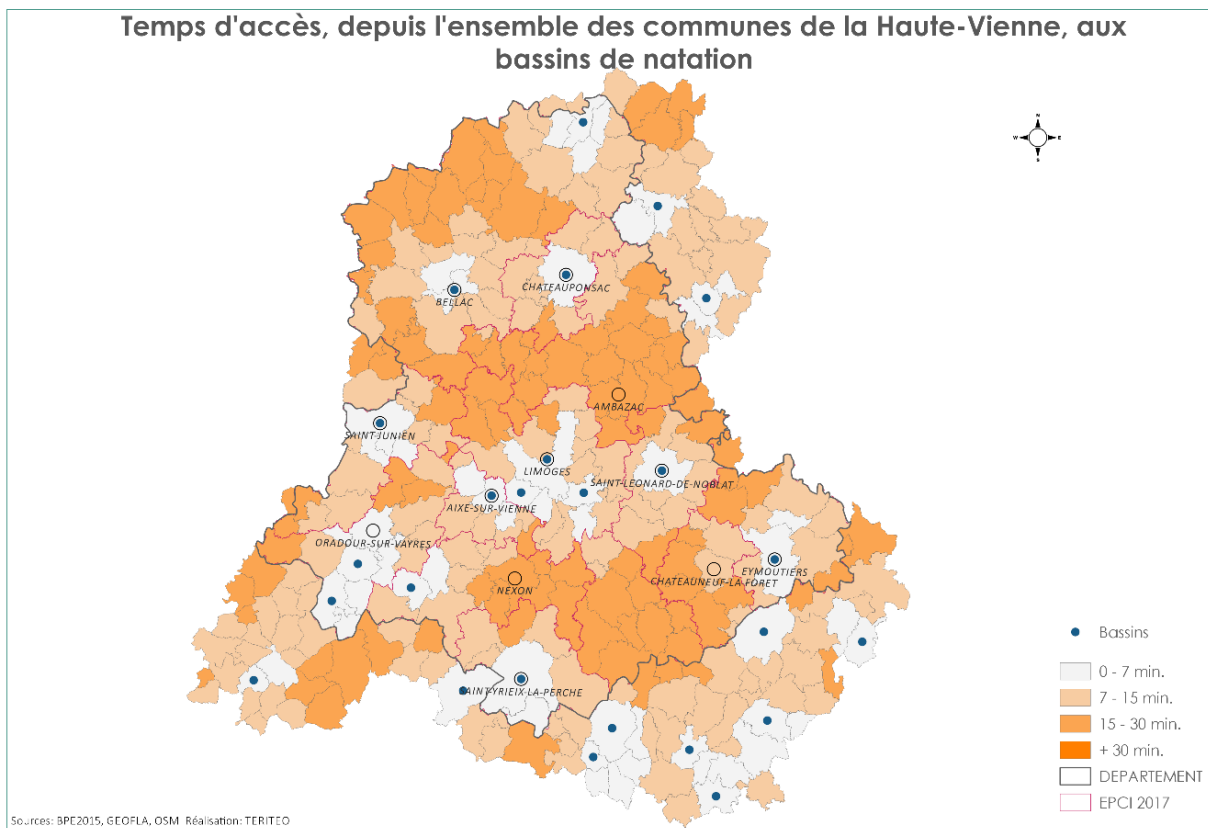 Temps d'accès, depuis l'ensemble des communes de la Haute-Vienne, aux
bassins de natation
N
W E
S
CHATEAUPONSAC
BELLAC
AMBAZAC
SAINT-JUNIEN
LIMOGES
SAINT-LEONARD-DE-NOBLAT
AIXE-SUR-VIENNE
ORADOUR-SUR-VAYRES
EYMOUTIERS
CHATEAUNEUF-LA-FORET
NEXON
SAINT-YRIEIX-LA-PERCHE
Bassins
0 - 7 min.
7 - 15 min.
15 - 30 min.
+ 30 min.
DEPARTEMENT
EPCI 2017
Sources: BPE2015, GEOFLA, OSM Réalisation: TERITEO